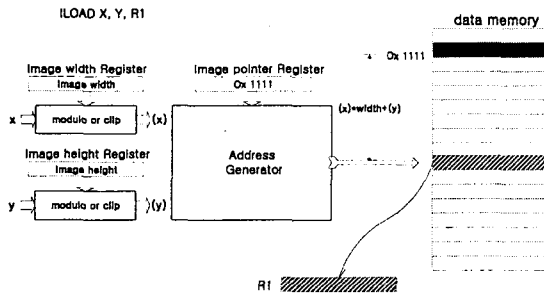 ILOAD X, Y, R1
data memory
Image width Register
Image width
Image pointer Register
0x 1111
0x 1111
x
modulo or clip
(x)
(x)*width+(y)
Image height Register
Image height
Address
Generator
y
modulo or clip
(y)
R1